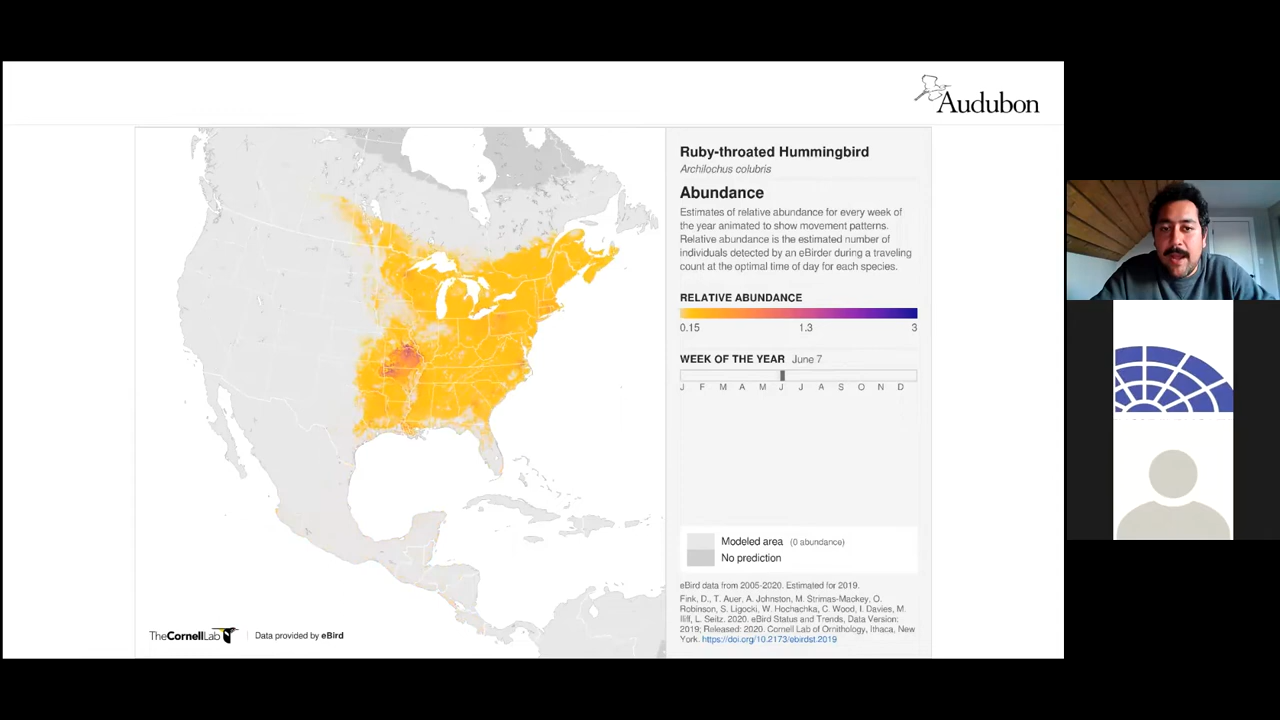 Audubon
Ruby-throated Hummingbird
Archilochus colubris
Abundance
Estimates of relative abundance for every week of
the year animated to show movement patterns.
Relative abundance is the estimated number of
individuals detected by an eBirder during a traveling
count at the optimal time of day for each species.
RELATIVE ABUNDANCE
0.15 1.3 3
WEEK OF THE YEAR June 7
J F M A M J J A S O N D
Modeled area (0 abundance)
No prediction
eBird data from 2005-2020. Estimated for 2019.
Fink, D., T. Auer, A. Johnston, M. Strimas-Mackey, O.
Robinson, S. Ligocki, W. Hochachka, C. Wood, I. Davies, M.
Iliff, L. Seitz. 2020. eBird Status and Trends, Data Version:
2019; Released: 2020. Cornell Lab of Ornithology, Ithaca, New
York. https://doi.org/10.2173/ebirdst.2019
TheCornellLab Data provided by eBird